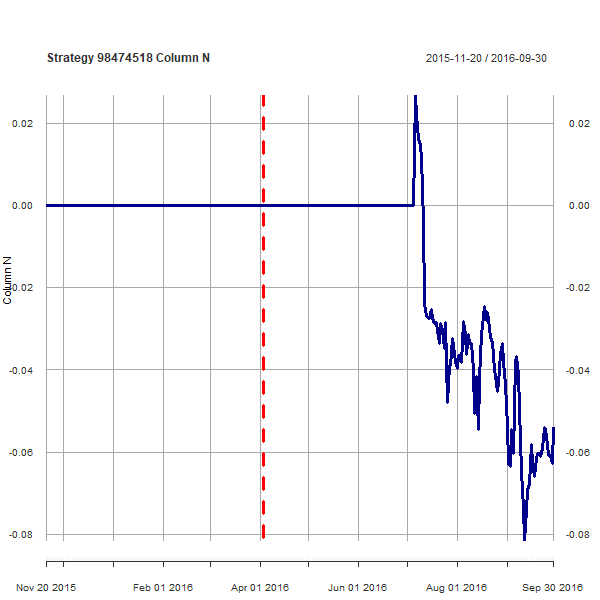 Strategy 98474518 Column N
2015-11-20 / 2016-09-30
0.02 0.02
0.00 0.00
Column N
-0.02 -0.02
-0.04 -0.04
-0.06 -0.06
-0.08 -0.08
Nov 20 2015 Feb 01 2016 Apr 01 2016 Jun 01 2016 Aug 01 2016 Sep 30 2016